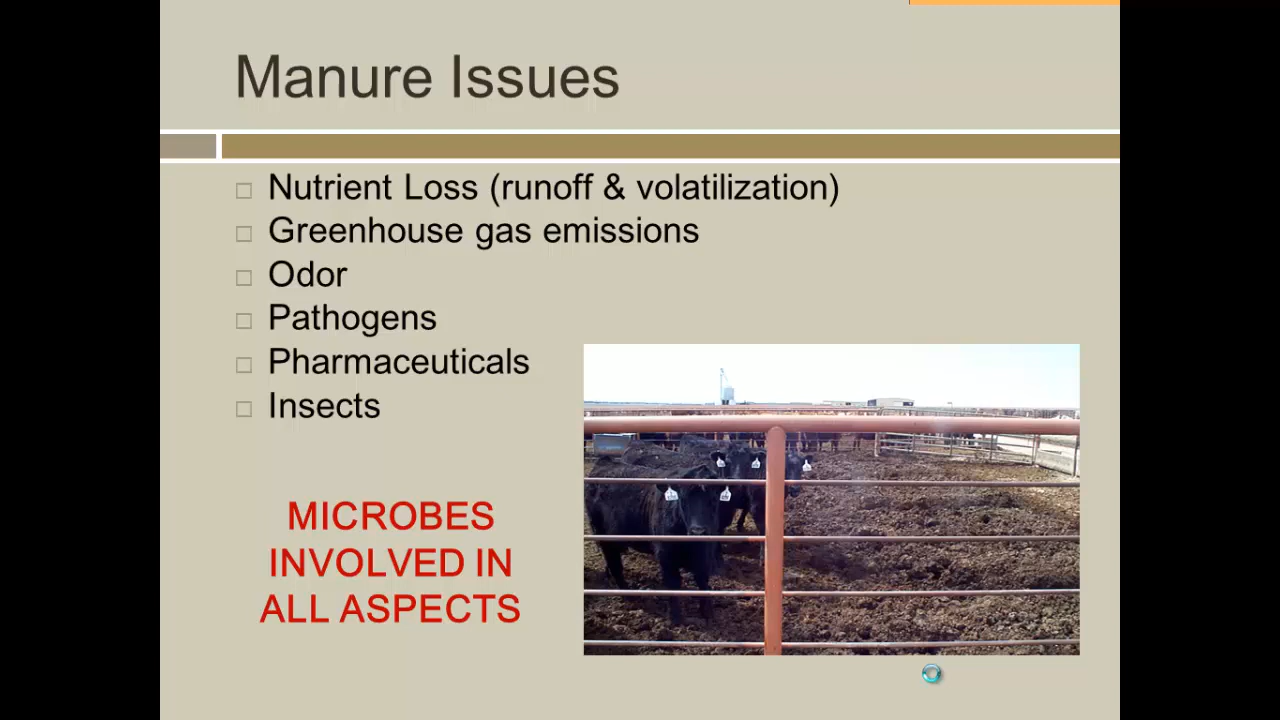 Manure Issues
Nutrient Loss (runoff & volatilization)
Greenhouse gas emissions
Odor
Pathogens
Pharmaceuticals
Insects
MICROBES
INVOLVED IN
ALL ASPECTS